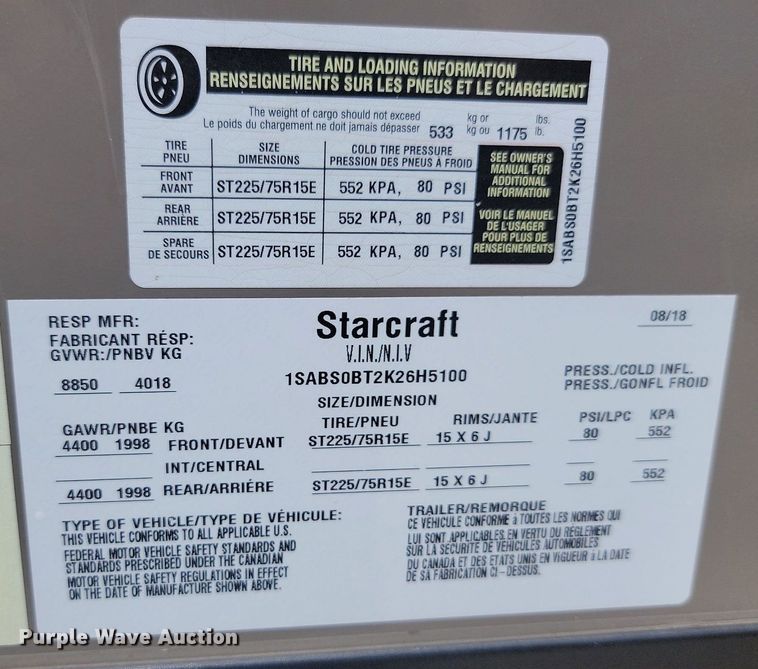 TIRE AND LOADING INFORMATION
RENSEIGNEMENTS SUR LES PNEUS ET LE CHARGEMENT
The weight of cargo should not exceed kg or lbs.
Le poids du chargement ne doit jamais dépasser 533 kg ou 1175 lb.
TIRE PNEU
SIZE DIMENSIONS
COLD TIRE PRESSURE
PRESSION DES PNEUS À FROID
FRONT AVANT ST225/75R15E 552 KPA, 80 PSI
REAR ARRIÈRE ST225/75R15E 552 KPA, 80 PSI
SPARE DE SECOURS ST225/75R15E 552 KPA, 80 PSI
SEE OWNER'S
MANUAL FOR
ADDITIONAL
INFORMATION
VOIR LE MANUEL
DE L'USAGER
POUR PLUS DE
RENSEIGNEMENTS
1SABS0BT2K26H5100
RESP MFR:
FABRICANT RÉSP:
GVWR:/PNBV KG
Starcraft
08/18
V.I.N./N.I.V
8850 4018
1SABS0BT2K26H5100
PRESS./COLD INFL.
PRESS./GONFL FROID
SIZE/DIMENSION
GAWR/PNBE KG
TIRE/PNEU RIMS/JANTE PSI/LPC KPA
4400 1998 FRONT/DEVANT ST225/75R15E 15 X 6 J 80 552
INT/CENTRAL
4400 1998 REAR/ARRIÈRE ST225/75R15E 15 X 6 J 80 552
TYPE OF VEHICLE/TYPE DE VÉHICULE:
THIS VEHICLE CONFORMS TO ALL APPLICABLE U.S.
FEDERAL MOTOR VEHICLE SAFETY STANDARDS AND
STANDARDS PRESCRIBED UNDER THE CANADIAN
MOTOR VEHICLE SAFETY REGULATIONS IN EFFECT
ON THE DATE OF MANUFACTURE SHOWN ABOVE.
TRAILER/REMORQUE
CE VÉHICULE CONFORME à TOUTES LES NORMES QUI
LUI SONT APPLICABLES EN VERTU DU REGLEMENT
SUR LA SECURITE DE VEHICULES AUTOMOBILES
DU CANADA ET DES ETATS UNIS EN VIGUEUR à LA DATE
DE SA FABRICATION CI-DESSUS.
Purple Wave Auction